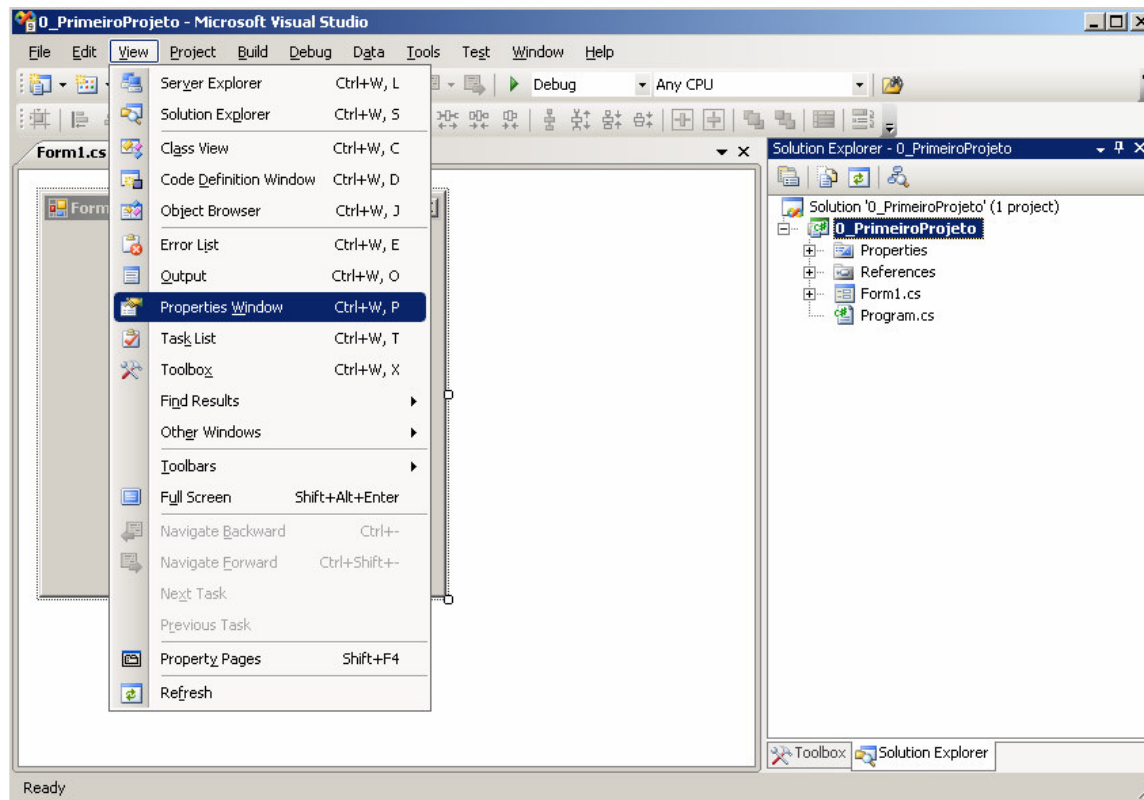 0_PrimeiroProjeto - Microsoft Visual Studio
File Edit View Project Build Debug Data Tools Test Window Help
Debug Any CPU
Form1.cs
Form
Server Explorer Ctrl+W, L
Solution Explorer Ctrl+W, S
Class View Ctrl+W, C
Code Definition Window Ctrl+W, D
Object Browser Ctrl+W, J
Error List Ctrl+W, E
Output Ctrl+W, O
Properties Window Ctrl+W, P
Task List Ctrl+W, T
Toolbox Ctrl+W, X
Find Results
Other Windows
Toolbars
Full Screen Shift+Alt+Enter
Navigate Backward Ctrl+-
Navigate Forward Ctrl+Shift+-
Next Task
Previous Task
Property Pages Shift+F4
Refresh
Solution Explorer - 0_PrimeiroProjeto
Solution '0_PrimeiroProjeto' (1 project)
0_PrimeiroProjeto
Properties
References
Form1.cs
Program.cs
Toolbox Solution Explorer
Ready